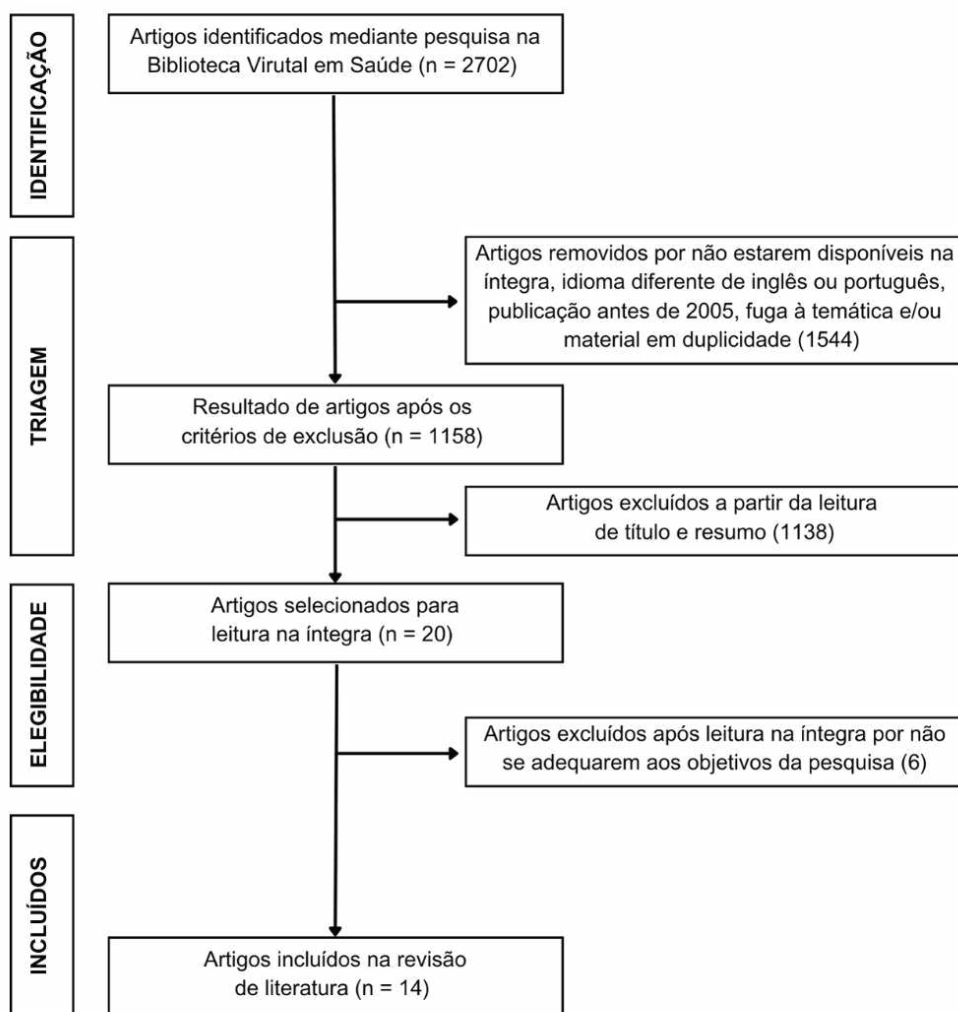 IDENTIFICAÇÃO
Artigos identificados mediante pesquisa na
Biblioteca Virutal em Saúde (n = 2702)
TRIAGEM
Artigos removidos por não estarem disponíveis na
íntegra, idioma diferente de inglês ou português,
publicação antes de 2005, fuga à temática e/ou
material em duplicidade (1544)
Resultado de artigos após os
critérios de exclusão (n = 1158)
Artigos excluídos a partir da leitura
de título e resumo (1138)
ELEGIBILIDADE
Artigos selecionados para
leitura na íntegra (n = 20)
Artigos excluídos após leitura na íntegra por não
se adequarem aos objetivos da pesquisa (6)
INCLUÍDOS
Artigos incluídos na revisão
de literatura (n = 14)